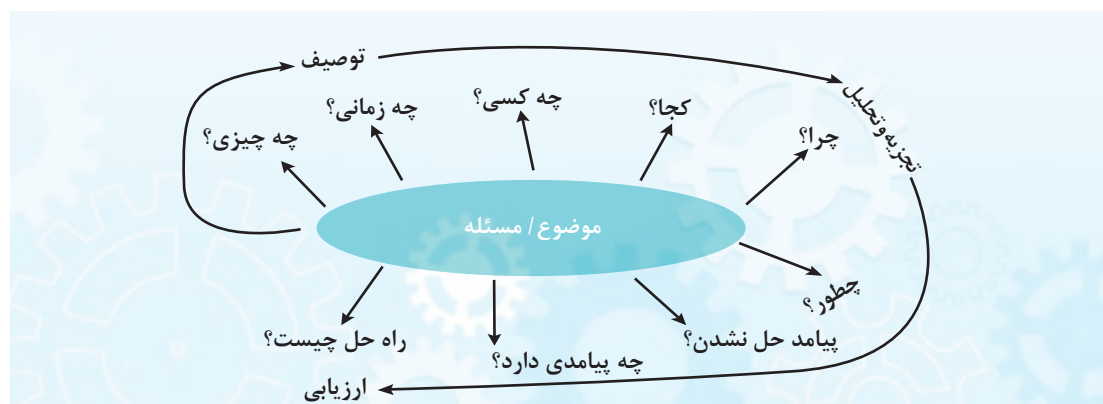 توصیف
تجزیه و تحلیل
چه چیزی؟
چه زمانی؟
چه کسی؟
کجا؟
چرا؟
موضوع / مسئله
چطور؟
پیامد حل نشدن؟
چه پیامدی دارد؟
راه حل چیست؟
ارزیابی